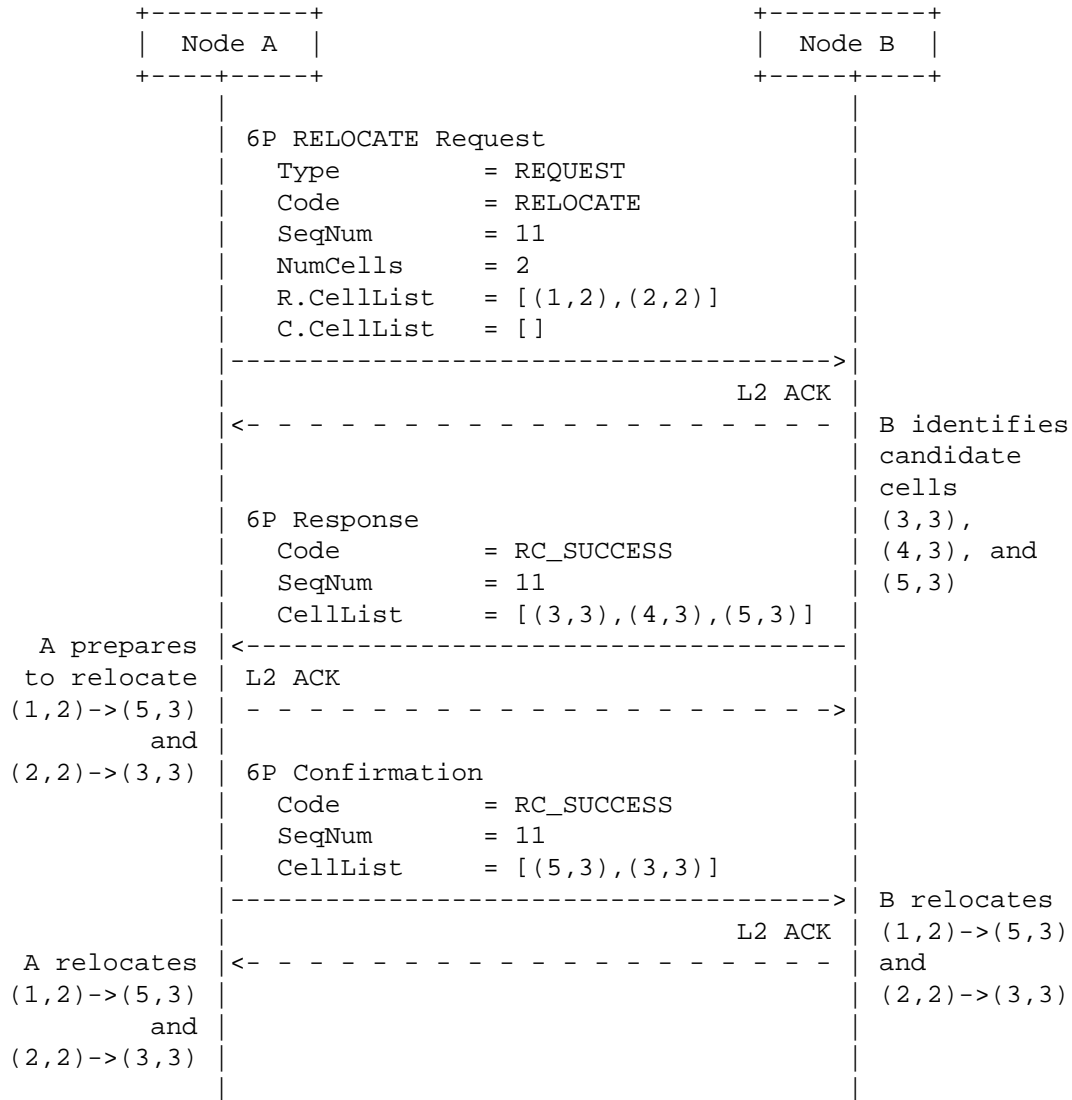 Node A Node B
6P RELOCATE Request
Type = REQUEST
Code = RELOCATE
SeqNum = 11
NumCells = 2
R.CellList = [(1,2),(2,2)]
C.CellList = []
L2 ACK
B identifies
candidate
cells
6P Response (3,3),
Code = RC_SUCCESS (4,3), and
SeqNum = 11 (5,3)
CellList = [(3,3),(4,3),(5,3)]
A prepares
to relocate L2 ACK
(1,2)->(5,3)
and
(2,2)->(3,3) 6P Confirmation
Code = RC_SUCCESS
SeqNum = 11
CellList = [(5,3),(3,3)]
B relocates
L2 ACK (1,2)->(5,3)
A relocates and
(1,2)->(5,3) (2,2)->(3,3)
and
(2,2)->(3,3)